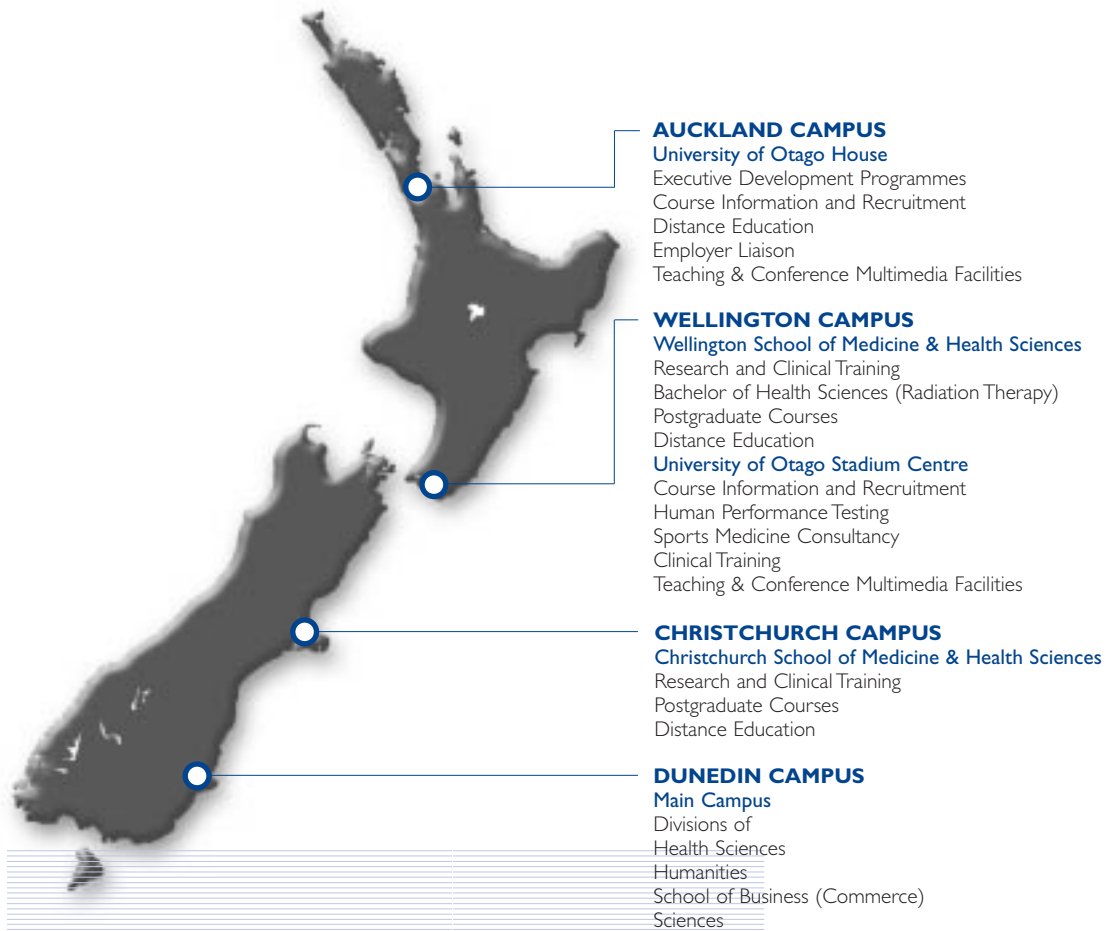 AUCKLAND CAMPUS
University of Otago House
Executive Development Programmes
Course Information and Recruitment
Distance Education
Employer Liaison
Teaching & Conference Multimedia Facilities
WELLINGTON CAMPUS
Wellington School of Medicine & Health Sciences
Research and Clinical Training
Bachelor of Health Sciences (Radiation Therapy)
Postgraduate Courses
Distance Education
University of Otago Stadium Centre
Course Information and Recruitment
Human Performance Testing
Sports Medicine Consultancy
Clinical Training
Teaching & Conference Multimedia Facilities
CHRISTCHURCH CAMPUS
Christchurch School of Medicine & Health Sciences
Research and Clinical Training
Postgraduate Courses
Distance Education
DUNEDIN CAMPUS
Main Campus
Divisions of
Health Sciences
Humanities
School of Business (Commerce)
Sciences